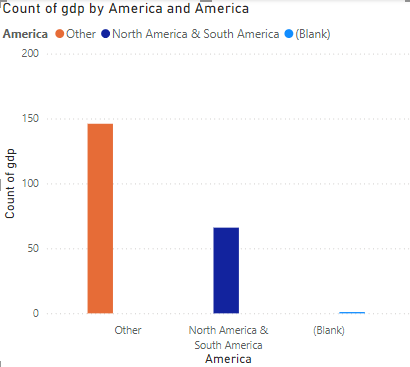 Count of gdp by America and America
America Other North America & South America (Blank)
200
150
100
50
0
Count of gdp
Other
North America &
South America
(Blank)
America